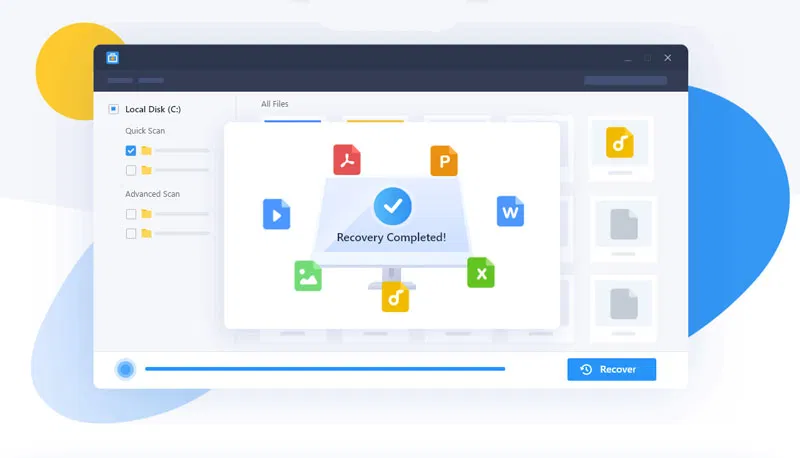 Local Disk (C:)
All Files
Quick Scan
Advanced Scan
P
W
Recovery Completed!
X
Recover